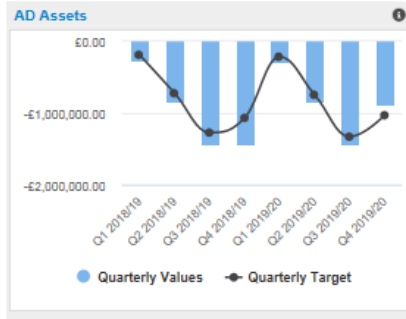 AD Assets
£0.00
-£1,000,000.00
-£2,000,000.00
Q1 2018/19
Q2 2018/19
Q3 2018/19
Q4 2018/19
Q1 2019/20
Q2 2019/20
Q3 2019/20
Q4 2019/20
Quarterly Values Quarterly Target